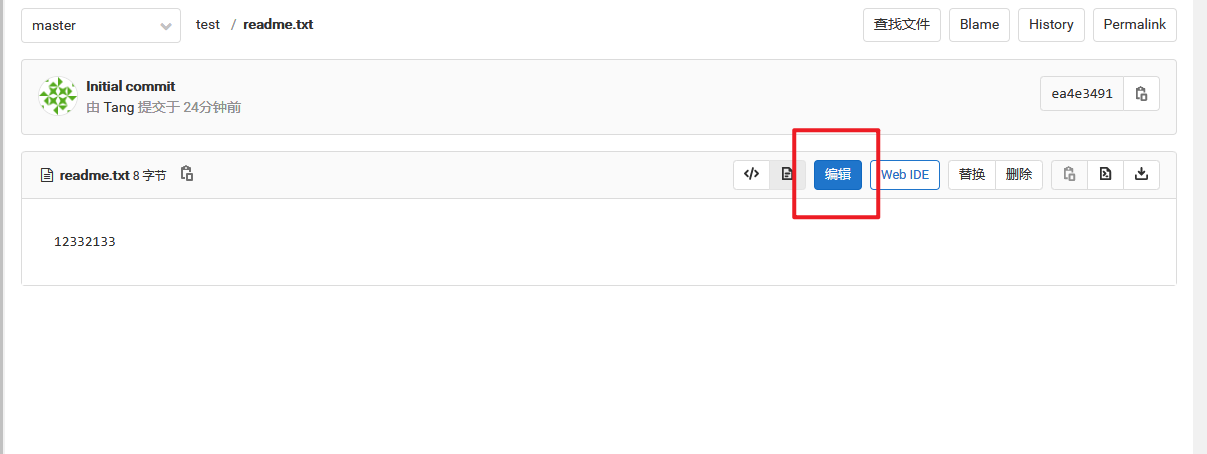 master test / readme.txt 查找文件 Blame History Permalink
Initial commit
由 Tang 提交于 24分钟前
ea4e3491
readme.txt 8 字节 编辑 Web IDE 替换 删除
12332133